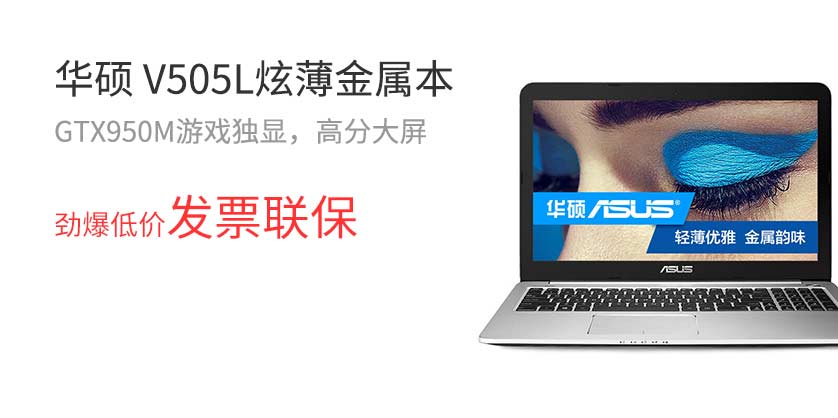 华硕 V505L炫薄金属本
GTX950M游戏独显，高分大屏
劲爆低价发票联保
华硕 ASUS®
轻薄优雅 金属韵味
ASUS